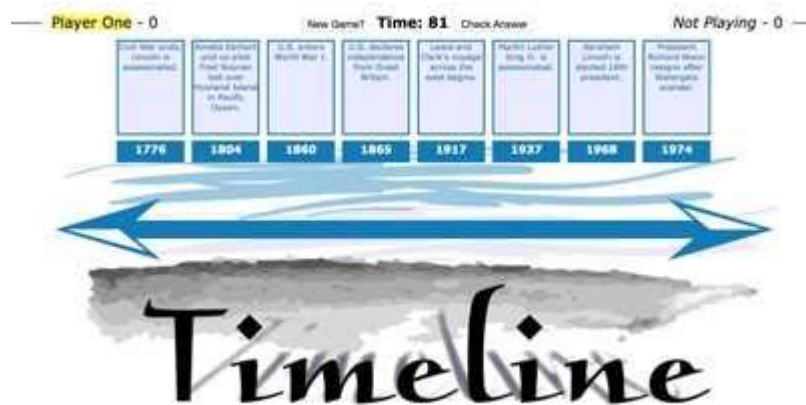 Player One - 0
New Game? Time: 81 Check Answer
Not Playing - 0
Civil War ends,
Lincoln is
assassinated.
Amelia Earhart
and co-pilot
Fred Noonan
lost over
Howland Island
in Pacific
Ocean.
U.S. enters
World War I.
U.S. declares
independence
from Great
Britain.
Lewis and
Clark's voyage
across the
west begins.
Martin Luther
King Jr. is
assassinated.
Abraham
Lincoln is
elected 16th
president.
President
Richard Nixon
resigns after
Watergate
scandal.
1776 1804 1860 1865 1917 1937 1968 1974
Timeline